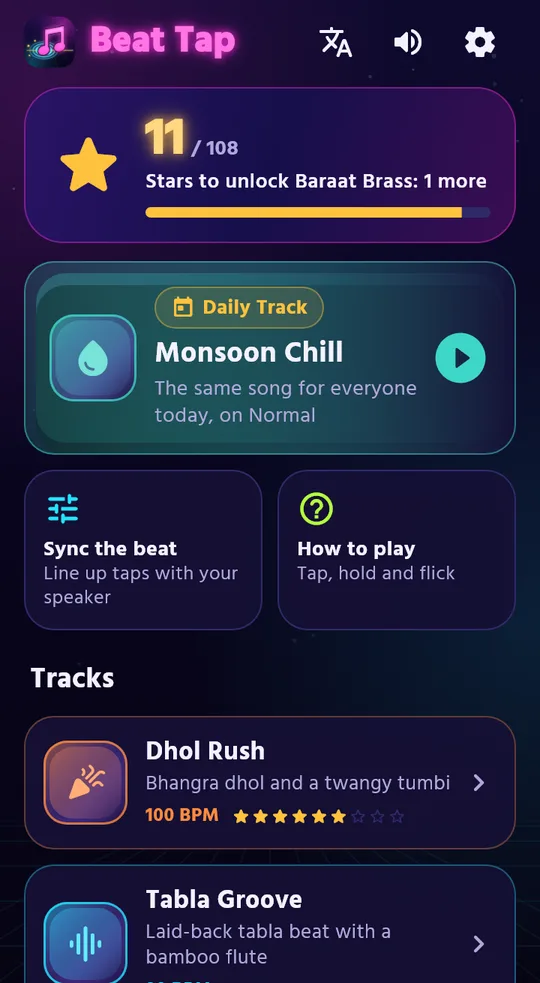 Beat Tap
11 / 108
Stars to unlock Baraat Brass: 1 more
Daily Track
Monsoon Chill
The same song for everyone
today, on Normal
Sync the beat
Line up taps with your
speaker
How to play
Tap, hold and flick
Tracks
Dhol Rush
Bhangra dhol and a twangy tumbi
100 BPM
Tabla Groove
Laid-back tabla beat with a
bamboo flute